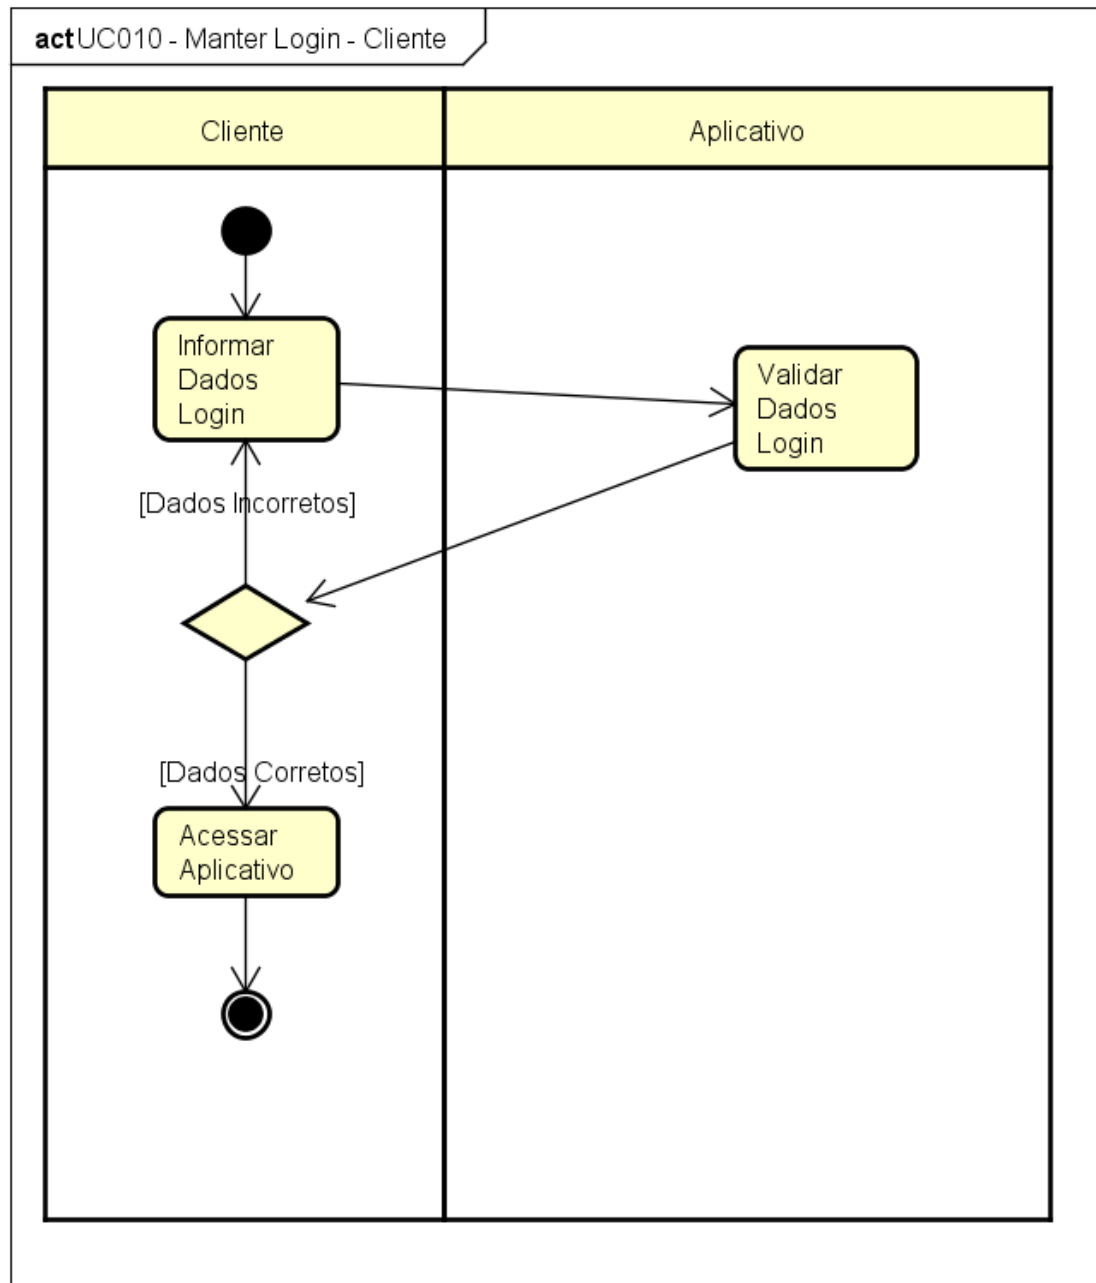 act UC010 - Manter Login - Cliente
Cliente
Aplicativo
Informar
Dados
Login
Validar
Dados
Login
[Dados Incorretos]
[Dados Corretos]
Acessar
Aplicativo